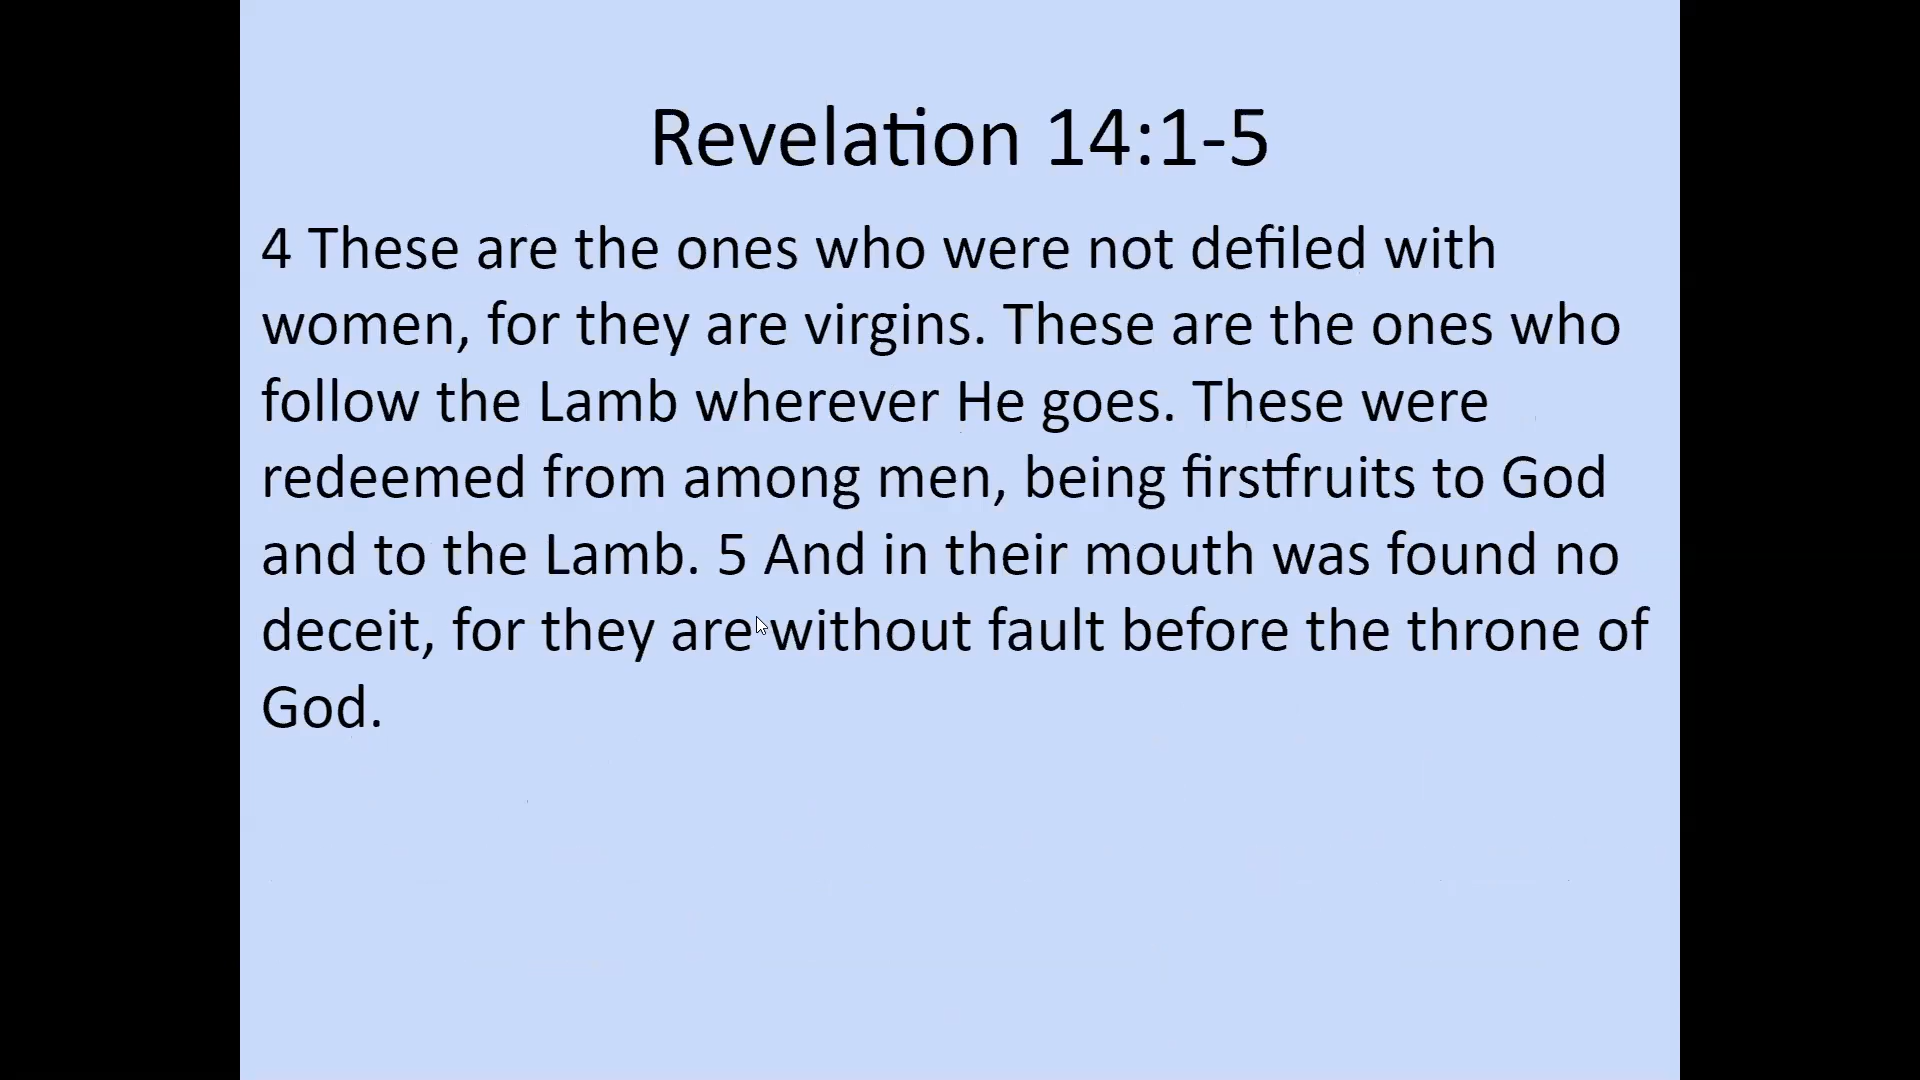 Revelation 14:1-5
4 These are the ones who were not defiled with
women, for they are virgins. These are the ones who
follow the Lamb wherever He goes. These were
redeemed from among men, being firstfruits to God
and to the Lamb. 5 And in their mouth was found no
deceit, for they are without fault before the throne of
God.